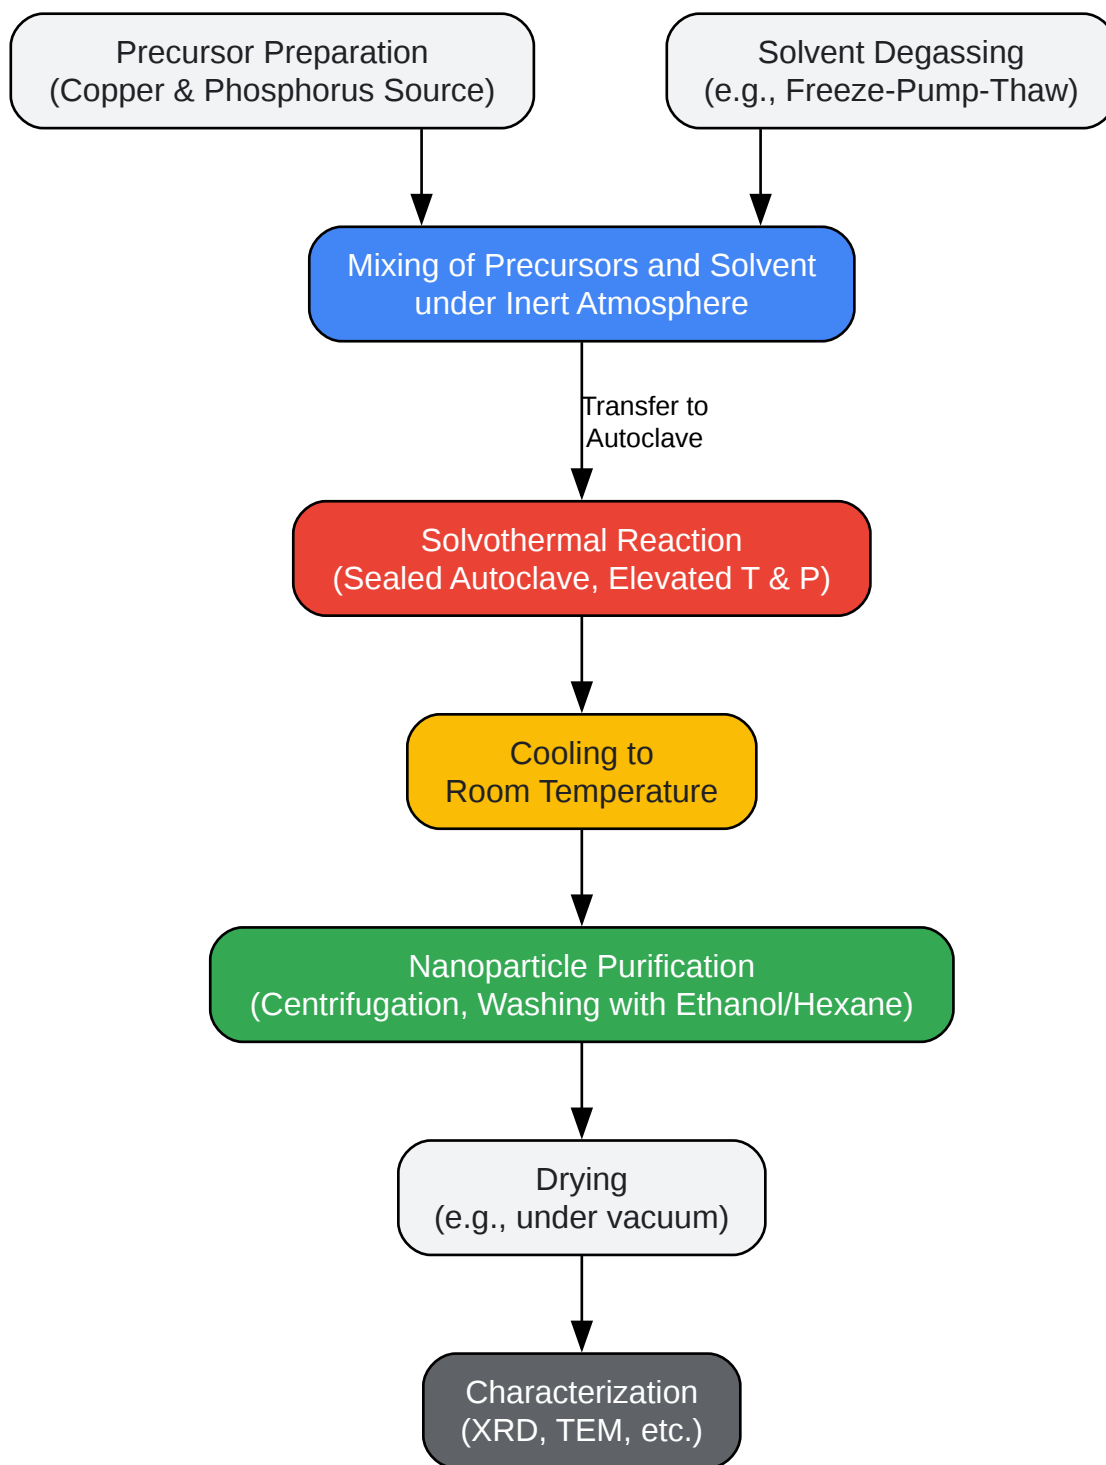 Precursor Preparation
(Copper & Phosphorus Source)
Solvent Degassing
(e.g., Freeze-Pump-Thaw)
Mixing of Precursors and Solvent
under Inert Atmosphere
Transfer to
Autoclave
Solvothermal Reaction
(Sealed Autoclave, Elevated T & P)
Cooling to
Room Temperature
Nanoparticle Purification
(Centrifugation, Washing with Ethanol/Hexane)
Drying
(e.g., under vacuum)
Characterization
(XRD, TEM, etc.)